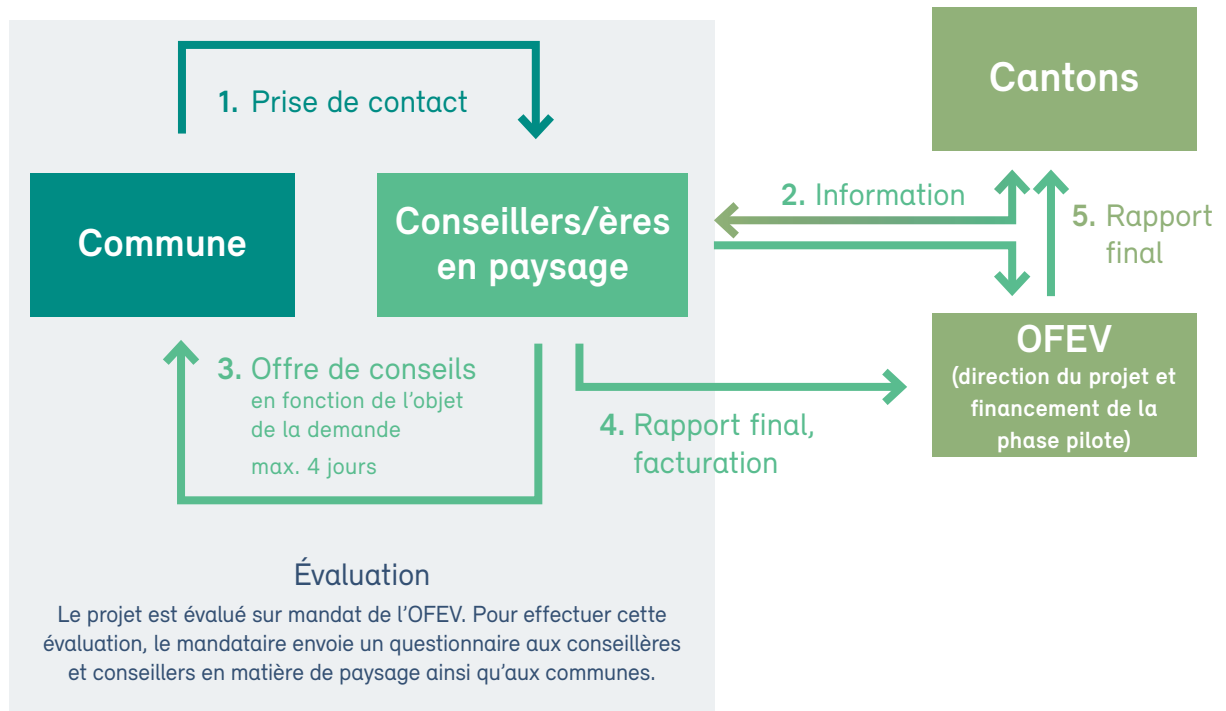 1. Prise de contact
Cantons
Commune
Conseillers/ères
en paysage
2. Information
5. Rapport
final
3. Offre de conseils
en fonction de l'objet
de la demande
max. 4 jours
4. Rapport final,
facturation
OFEV
(direction du projet et
financement de la
phase pilote)
Évaluation
Le projet est évalué sur mandat de l'OFEV. Pour effectuer cette
évaluation, le mandataire envoie un questionnaire aux conseillères
et conseillers en matière de paysage ainsi qu'aux communes.